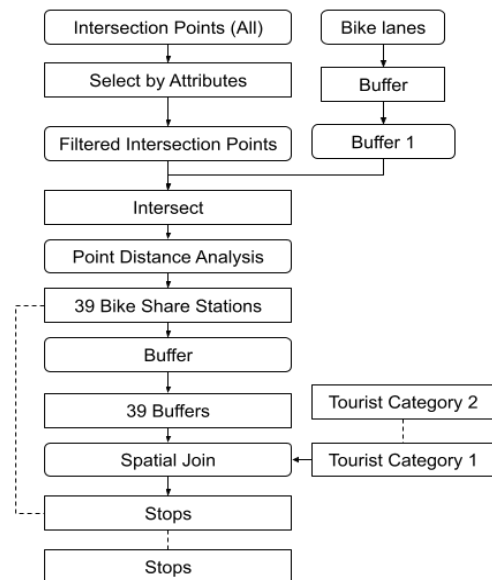 Intersection Points (All)
Bike lanes
Select by Attributes
Buffer
Filtered Intersection Points
Buffer 1
Intersect
Point Distance Analysis
39 Bike Share Stations
Buffer
39 Buffers
Tourist Category 2
Spatial Join
Tourist Category 1
Stops
Stops